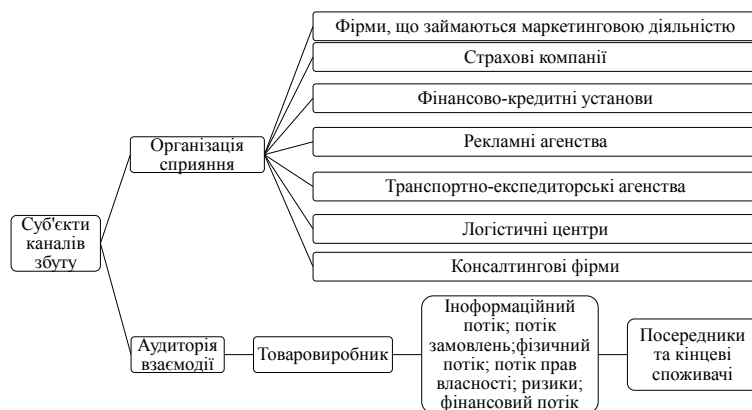 Фірми, що займаються маркетинговою діяльністю
Страхові компанії
Фінансово-кредитні установи
Організація
сприяння
Рекламні агенства
Транспортно-експедиторські агенства
Суб'єкти
каналів
збуту
Логістичні центри
Консалтингові фірми
Аудиторія
взаємодії
Товаровиробник
Іноформаційний
потік; потік
замовлень;фізичний
потік; потік прав
власності; ризики;
фінансовий потік
Посередники
та кінцеві
споживачі